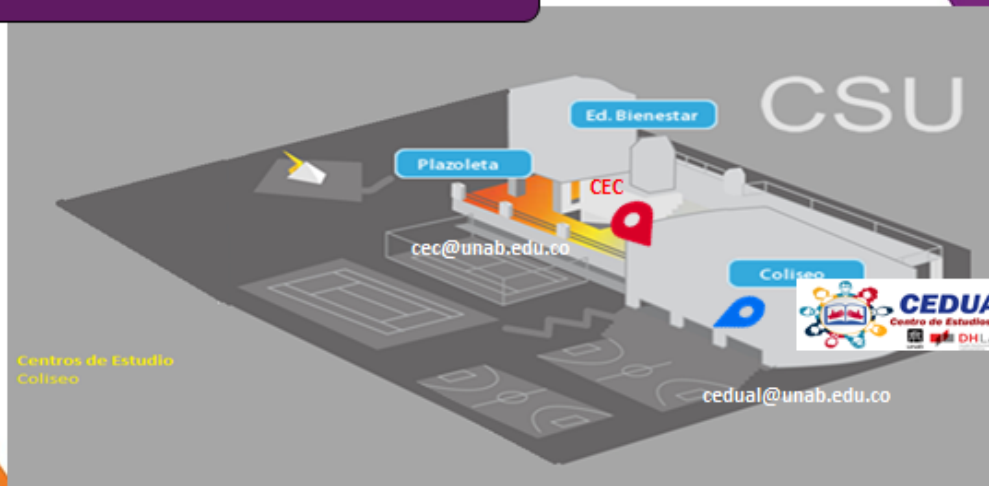 CSU
Ed. Bienestar
Plazoleta
CEC
cec@unab.edu.co
Coliseo
CEDUA
Centro de Estudios
unab
DHL
Centros de Estudio
Coliseo
cedual@unab.edu.co